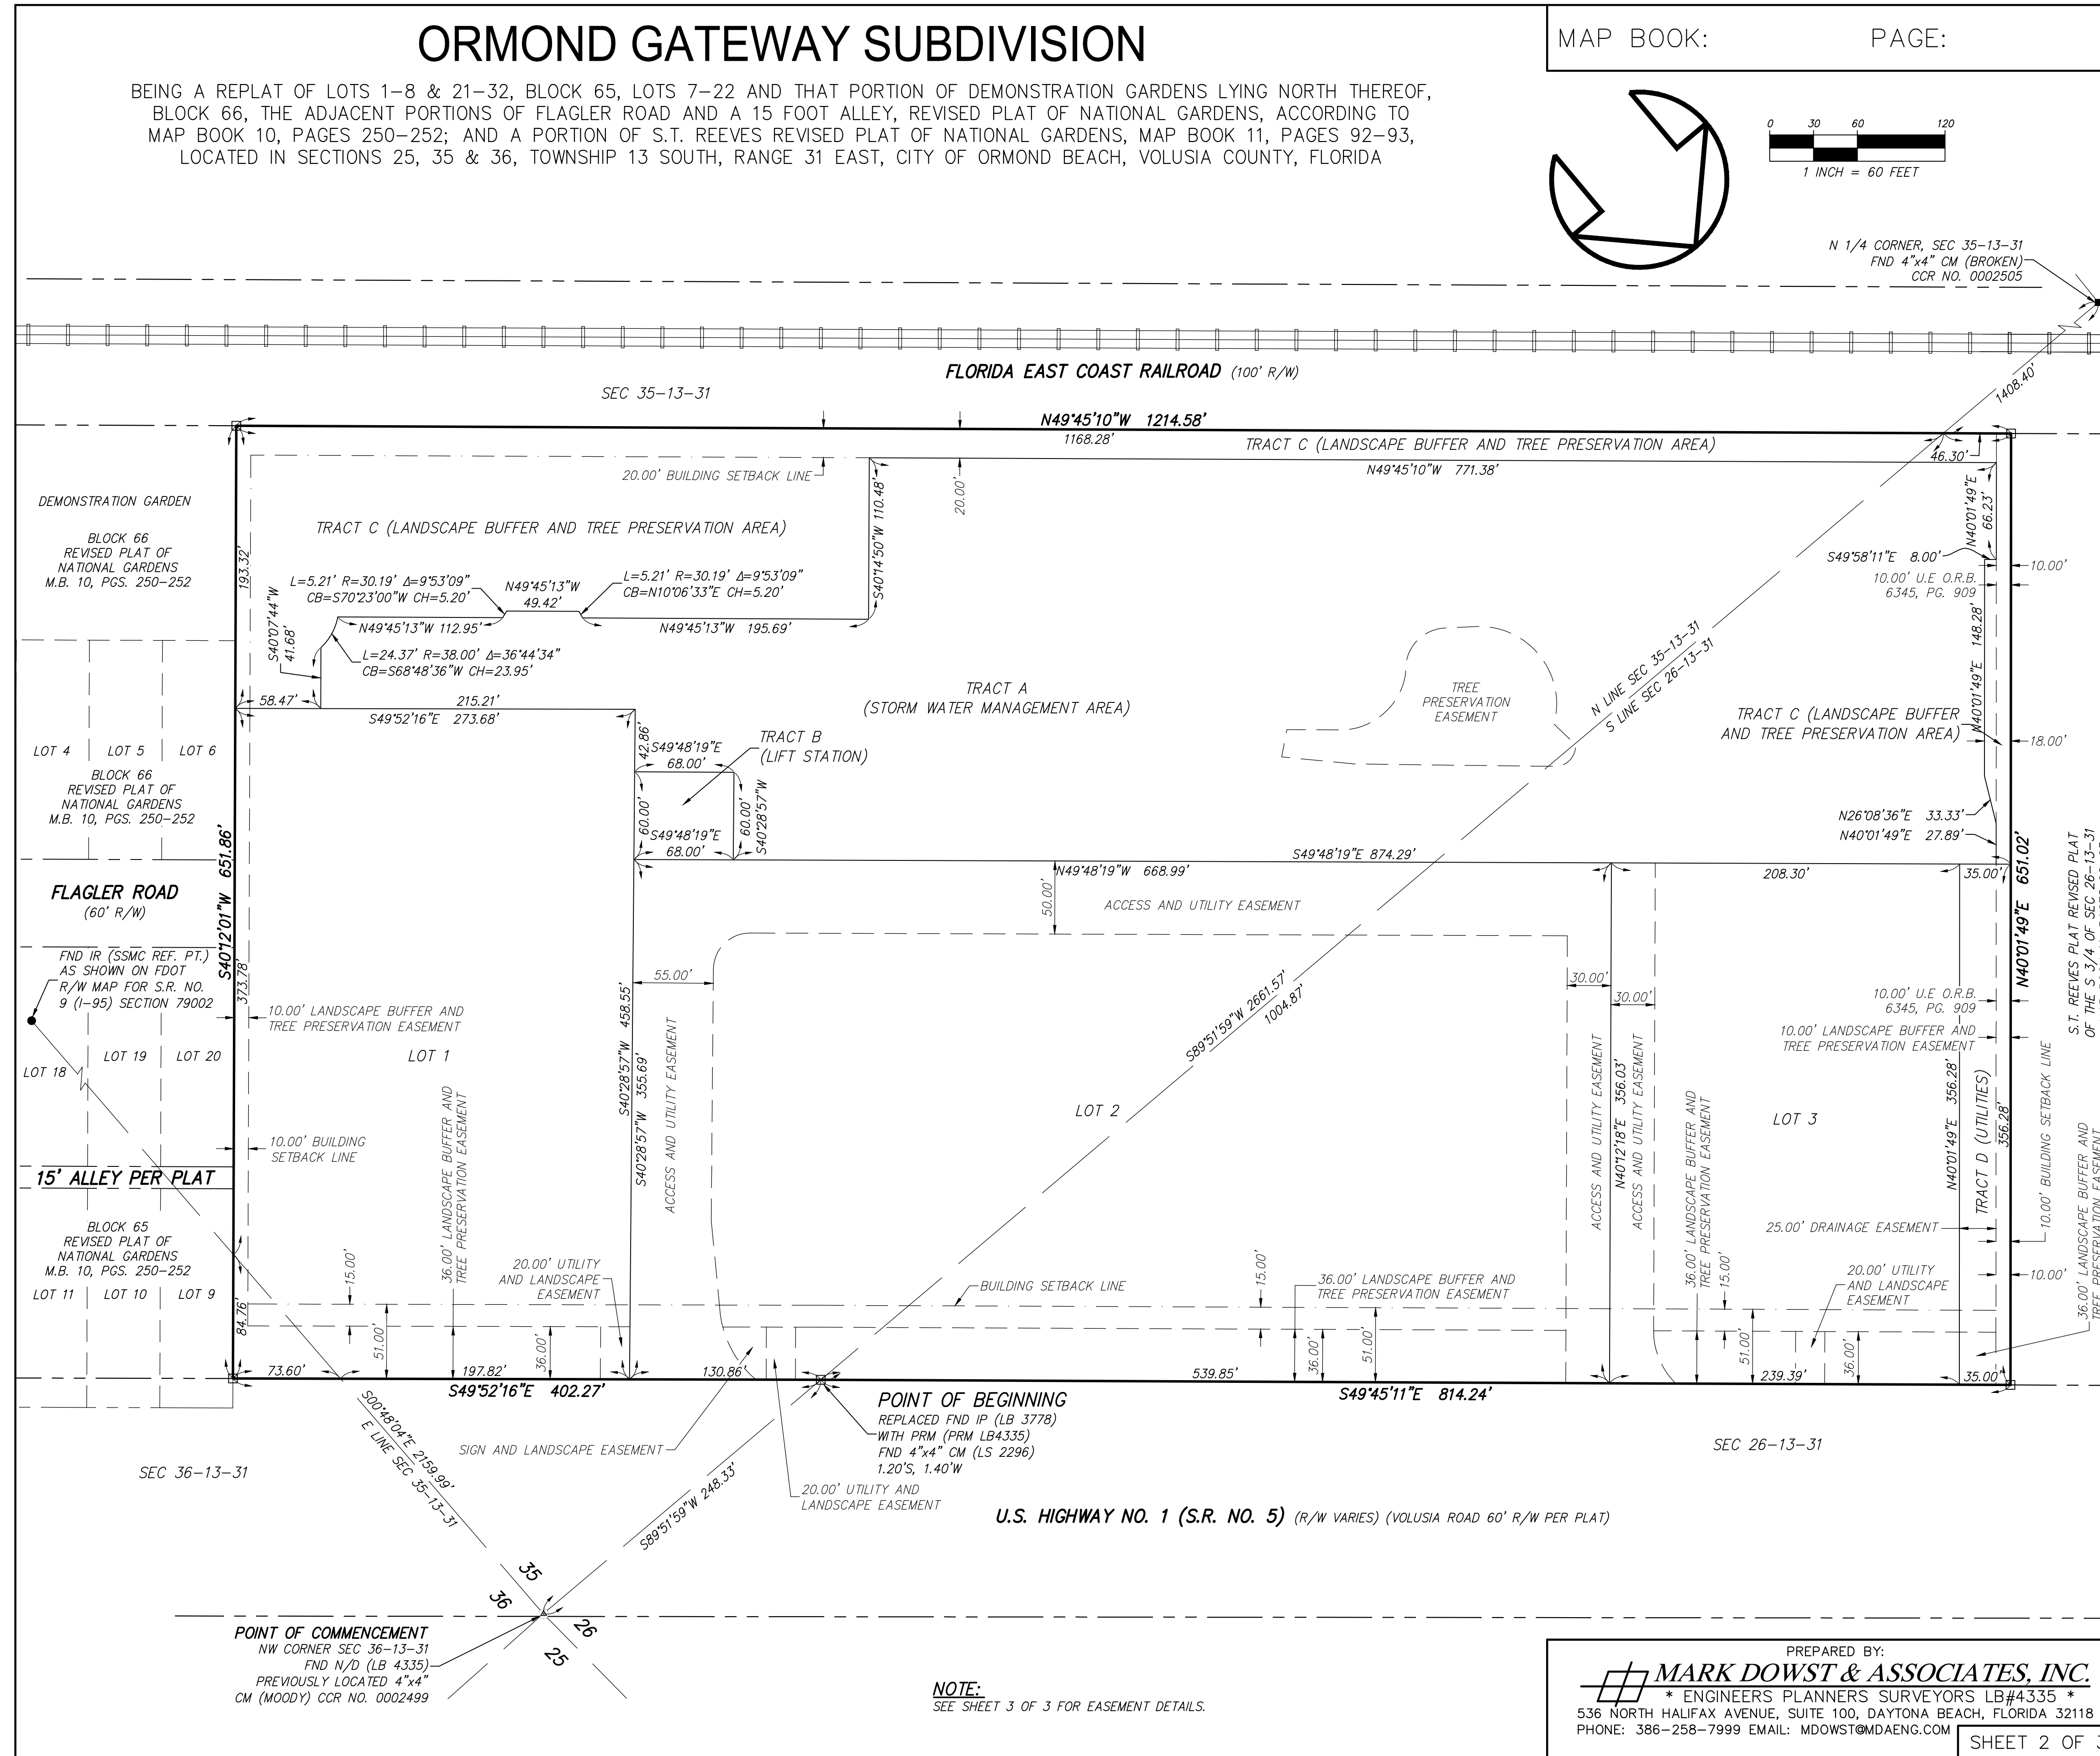 ORMOND GATEWAY SUBDIVISION
BEING A REPLAT OF LOTS 1-8 & 21-32, BLOCK 65, LOTS 7-22 AND THAT PORTION OF DEMONSTRATION GARDENS LYING NORTH THEREOF,
BLOCK 66, THE ADJACENT PORTIONS OF FLAGLER ROAD AND A 15 FOOT ALLEY, REVISED PLAT OF NATIONAL GARDENS, ACCORDING TO
MAP BOOK 10, PAGES 250-252; AND A PORTION OF S.T. REEVES REVISED PLAT OF NATIONAL GARDENS, MAP BOOK 11, PAGES 92-93,
LOCATED IN SECTIONS 25, 35 & 36, TOWNSHIP 13 SOUTH, RANGE 31 EAST, CITY OF ORMOND BEACH, VOLUSIA COUNTY, FLORIDA
MAP BOOK: PAGE:
0 30 60 120
1 INCH = 60 FEET
N 1/4 CORNER, SEC 35-13-31
FND 4"x4" CM (BROKEN)
CCR NO. 0002505
1408.40'
FLORIDA EAST COAST RAILROAD (100' R/W)
SEC 35-13-31
N49°45'10"W 1214.58'
1168.28'
TRACT C (LANDSCAPE BUFFER AND TREE PRESERVATION AREA)
46.30'
N49°45'10"W 771.38'
20.00' BUILDING SETBACK LINE
20.00'
S40°14'50"W 110.48'
N40°01'49"E
66.23'
DEMONSTRATION GARDEN
BLOCK 66
REVISED PLAT OF
NATIONAL GARDENS
M.B. 10, PGS. 250-252
193.32'
TRACT C (LANDSCAPE BUFFER AND TREE PRESERVATION AREA)
L=5.21' R=30.19' Δ=9°53'09"
CB=S70°23'00"W CH=5.20'
N49°45'13"W
49.42'
L=5.21' R=30.19' Δ=9°53'09"
CB=N10°06'33"E CH=5.20'
S49°58'11"E 8.00'
10.00'
10.00' U.E O.R.B.
6345, PG. 909
S40°07'44"W
41.68'
N49°45'13"W 112.95'
N49°45'13"W 195.69'
L=24.37' R=38.00' Δ=36°44'34"
CB=S68°48'36"W CH=23.95'
N40°01'49"E 148.28'
58.47'
215.21'
S49°52'16"E 273.68'
TRACT A
(STORM WATER MANAGEMENT AREA)
TREE
PRESERVATION
EASEMENT
N LINE SEC 35-13-31
S LINE SEC 26-13-31
TRACT C (LANDSCAPE BUFFER
AND TREE PRESERVATION AREA)
18.00'
LOT 4 LOT 5 LOT 6
BLOCK 66
REVISED PLAT OF
NATIONAL GARDENS
M.B. 10, PGS. 250-252
42.86'
S49°48'19"E
68.00'
TRACT B
(LIFT STATION)
60.00'
60.00'
S40°28'57"W
S49°48'19"E
68.00'
N26°08'36"E 33.33'
N40°01'49"E 27.89'
S40°12'01"W 651.86'
N40°01'49"E 651.02'
S.T. REEVES PLAT REVISED PLAT
OF THE S 3/4 OF SEC 26-13-31
S49°48'19"E 874.29'
N49°48'19"W 668.99'
208.30'
35.00'
FLAGLER ROAD
(60' R/W)
50.00'
ACCESS AND UTILITY EASEMENT
FND IR (SSMC REF. PT.)
AS SHOWN ON FDOT
R/W MAP FOR S.R. NO.
9 (I-95) SECTION 79002
373.78'
55.00'
30.00'
30.00'
S89°51'59"W 2661.57'
1004.87'
10.00' LANDSCAPE BUFFER AND
TREE PRESERVATION EASEMENT
S40°28'57"W 458.55'
S40°28'57"W 355.69'
ACCESS AND UTILITY EASEMENT
10.00' U.E O.R.B.
6345, PG. 909
10.00' LANDSCAPE BUFFER AND
TREE PRESERVATION EASEMENT
LOT 18 LOT 19 LOT 20
LOT 1
LOT 2
LOT 3
ACCESS AND UTILITY EASEMENT
N40°12'18"E 356.03'
ACCESS AND UTILITY EASEMENT
N40°01'49"E 356.28'
TRACT D (UTILITIES)
356.28'
10.00' BUILDING SETBACK LINE
36.00' LANDSCAPE BUFFER AND
TREE PRESERVATION EASEMENT
36.00' LANDSCAPE BUFFER AND
TREE PRESERVATION EASEMENT
36.00' LANDSCAPE BUFFER AND
TREE PRESERVATION EASEMENT
10.00' BUILDING
SETBACK LINE
15' ALLEY PER PLAT
BLOCK 65
REVISED PLAT OF
NATIONAL GARDENS
M.B. 10, PGS. 250-252
LOT 11 LOT 10 LOT 9
84.76'
15.00'
51.00'
36.00'
20.00' UTILITY
AND LANDSCAPE
EASEMENT
BUILDING SETBACK LINE
15.00'
36.00' LANDSCAPE BUFFER AND
TREE PRESERVATION EASEMENT
36.00'
51.00'
25.00' DRAINAGE EASEMENT
15.00'
51.00'
20.00' UTILITY
AND LANDSCAPE
EASEMENT
36.00'
10.00'
73.60'
197.82'
130.86'
539.85'
239.39'
35.00'
S49°52'16"E 402.27'
S49°45'11"E 814.24'
POINT OF BEGINNING
REPLACED FND IP (LB 3778)
WITH PRM (PRM LB4335)
FND 4"x4" CM (LS 2296)
1.20'S, 1.40'W
S00°48'04"E 2159.99'
E LINE SEC 35-13-31
SIGN AND LANDSCAPE EASEMENT
20.00' UTILITY AND
LANDSCAPE EASEMENT
S89°51'59"W 248.33'
SEC 36-13-31
SEC 26-13-31
U.S. HIGHWAY NO. 1 (S.R. NO. 5) (R/W VARIES) (VOLUSIA ROAD 60' R/W PER PLAT)
35
36
26
25
POINT OF COMMENCEMENT
NW CORNER SEC 36-13-31
FND N/D (LB 4335)
PREVIOUSLY LOCATED 4"x4"
CM (MOODY) CCR NO. 0002499
NOTE:
SEE SHEET 3 OF 3 FOR EASEMENT DETAILS.
PREPARED BY:
MARK DOWST & ASSOCIATES, INC.
* ENGINEERS PLANNERS SURVEYORS LB#4335 *
536 NORTH HALIFAX AVENUE, SUITE 100, DAYTONA BEACH, FLORIDA 32118
PHONE: 386-258-7999 EMAIL: MDOWST@MDAENG.COM
SHEET 2 OF